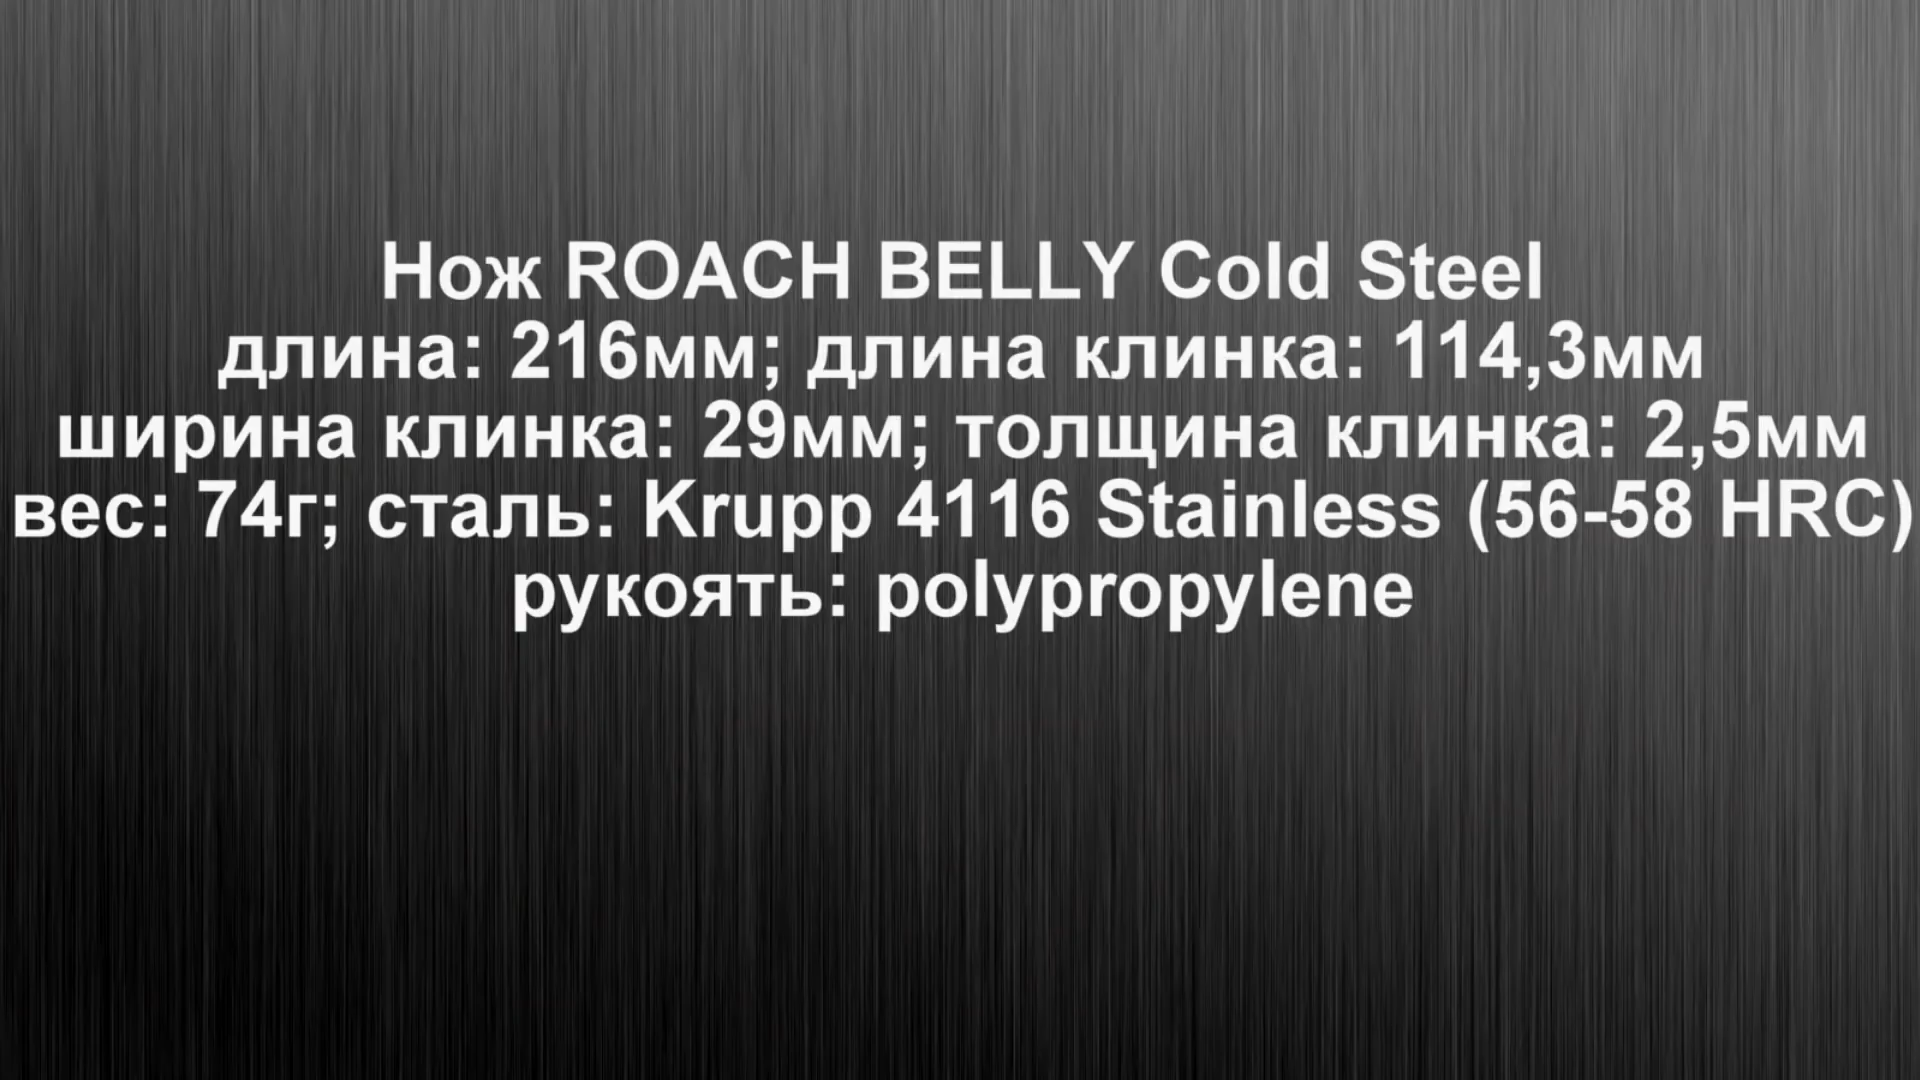 Нож ROACH BELLY Cold Steel
длина: 216мм; длина клинка: 114,3мм
ширина клинка: 29мм; толщина клинка: 2,5мм
вес: 74г; сталь: Krupp 4116 Stainless (56-58 HRC)
рукоять: polypropylene